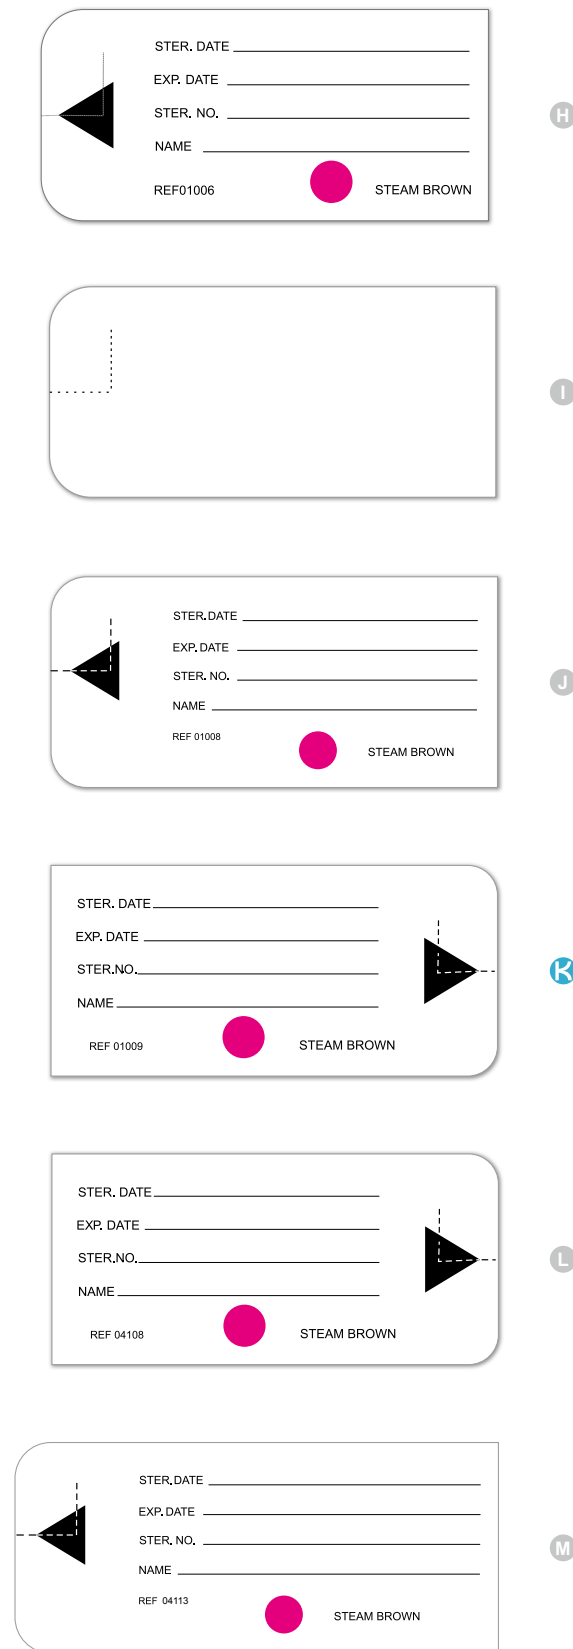 STER. DATE
EXP. DATE
H
STER. NO.
NAME
REF01006 STEAM BROWN
I
STER.DATE
EXP.DATE
STER. NO.
J
NAME
REF 01008
STEAM BROWN
STER. DATE
EXP. DATE
STER.NO.
K
NAME
REF 01009 STEAM BROWN
STER. DATE
EXP. DATE
STER.NO.
L
NAME
REF 04108 STEAM BROWN
STER.DATE
EXP.DATE
STER. NO.
M
NAME
REF 04113
STEAM BROWN